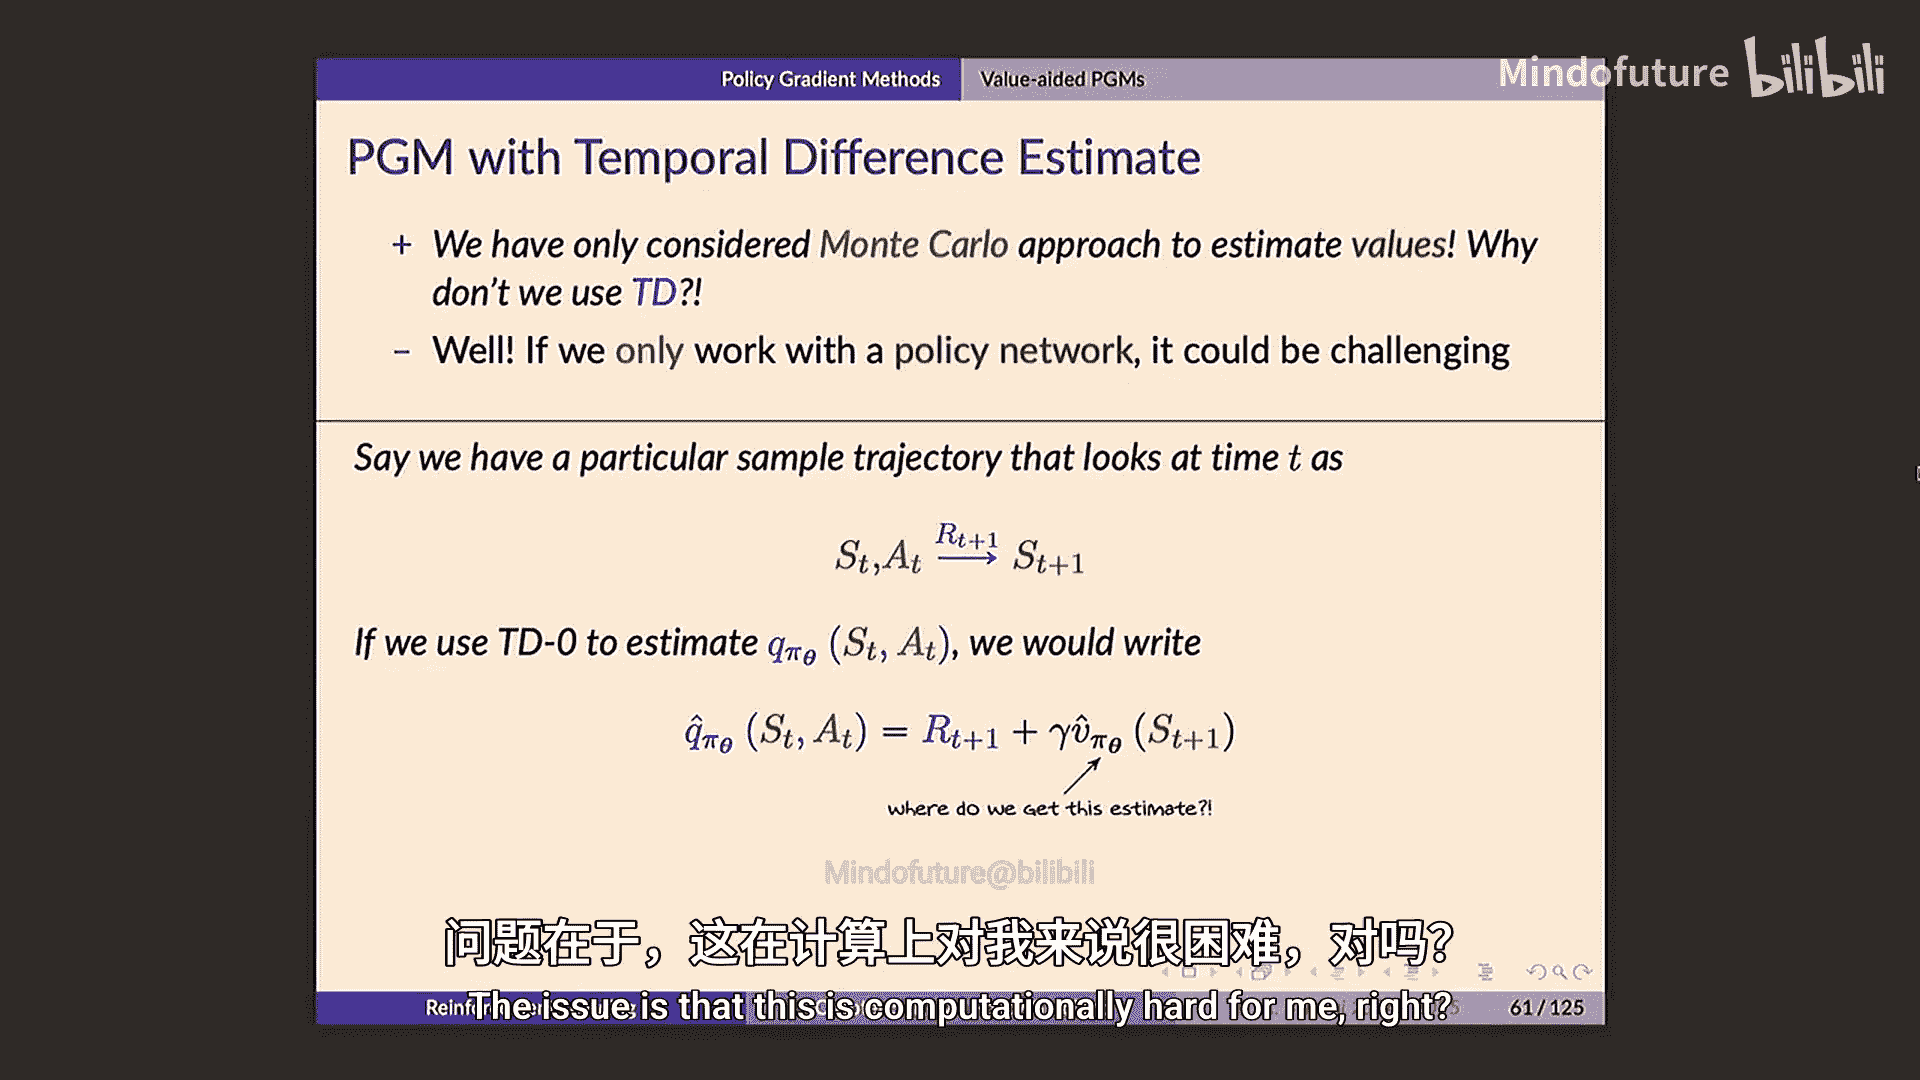 Policy Gradient Methods Value-aided PGMs
Mindofuture bilibili
PGM with Temporal Difference Estimate
+ We have only considered Monte Carlo approach to estimate values! Why
don't we use TD?!
– Well! If we only work with a policy network, it could be challenging
Say we have a particular sample trajectory that looks at time t as
S_t, A_t \xrightarrow{R_{t+1}} S_{t+1}
If we use TD-0 to estimate q_{π_θ} (S_t, A_t), we would write
q̂_{π_θ} (S_t, A_t) = R_{t+1} + γv̂_{π_θ} (S_{t+1})
where do we get this estimate?!
Mindofuture@bilibili
问题在于，这在计算上对我来说很困难，对吗？
The issue is that this is computationally hard for me, right?
61 / 125